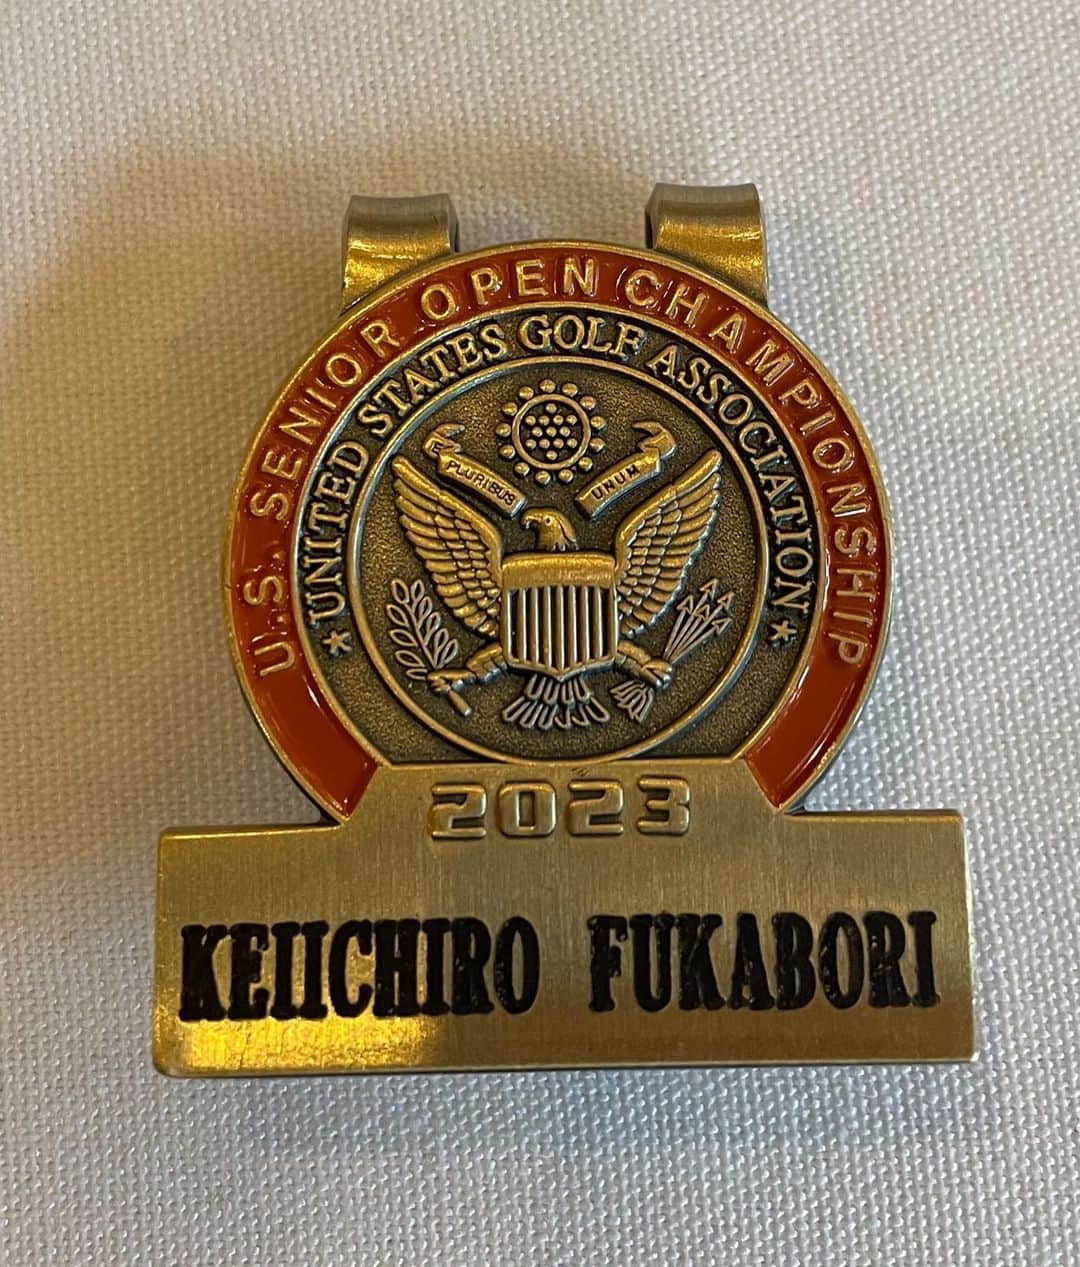 U.S. SENIOR OPEN CHAMPIONSHIP
★ UNITED STATES GOLF ASSOCIATION ★
E PLURIBUS UNUM
2023
KEIICHIRO FUKABORI